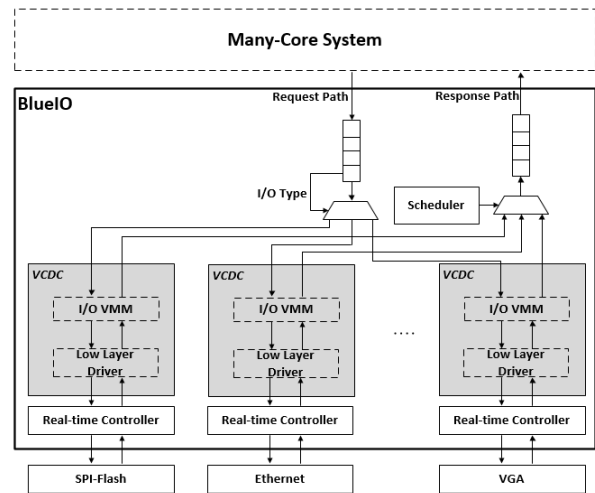 Many-Core System
Request Path
Response Path
BlueIO
I/O Type
Scheduler
VCDC
VCDC
VCDC
I/O VMM
I/O VMM
I/O VMM
....
Low Layer
Driver
Low Layer
Driver
Low Layer
Driver
Real-time Controller
Real-time Controller
Real-time Controller
SPI-Flash
Ethernet
VGA